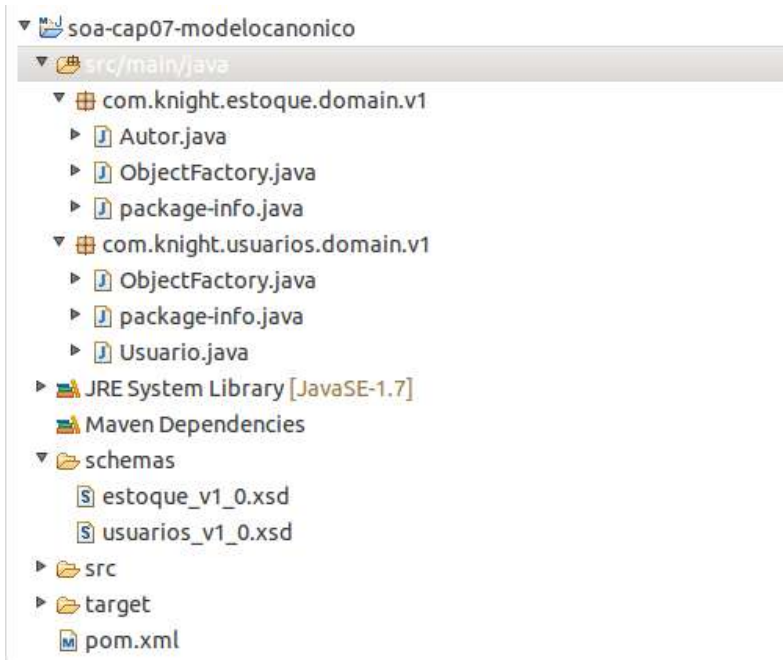 soa-cap07-modelocanonico
src/main/java
com.knight.estoque.domain.v1
Autor.java
ObjectFactory.java
package-info.java
com.knight.usuarios.domain.v1
ObjectFactory.java
package-info.java
Usuario.java
JRE System Library [JavaSE-1.7]
Maven Dependencies
schemas
estoque_v1_0.xsd
usuarios_v1_0.xsd
src
target
pom.xml